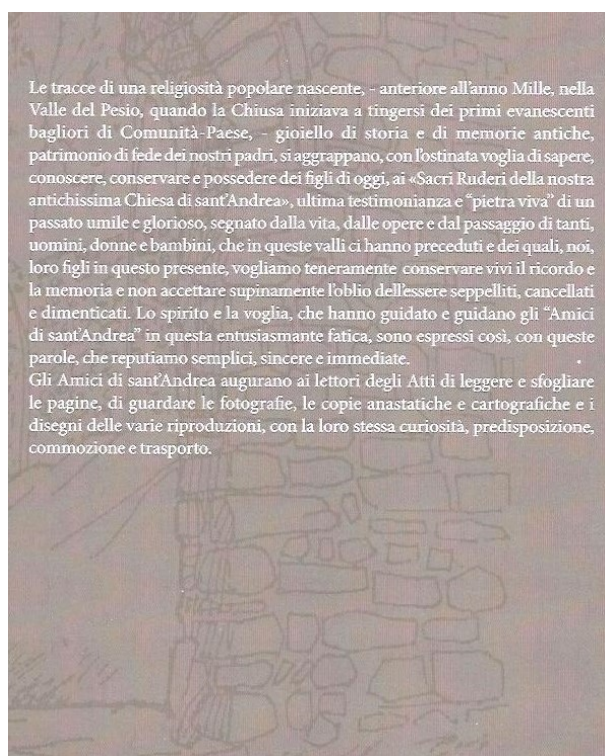 Le tracce di una religiosità popolare nascente, - anteriore all'anno Mille, nella
Valle del Pesio, quando la Chiusa iniziava a tingersi dei primi evanescenti
bagliori di Comunità-Paese, - gioiello di storia e di memorie antiche,
patrimonio di fede dei nostri padri, si aggrappano, con l'ostinata voglia di sapere,
conoscere, conservare e possedere dei figli di oggi, ai «Sacri Ruderi della nostra
antichissima Chiesa di sant'Andrea», ultima testimonianza e "pietra viva" di un
passato umile e glorioso, segnato dalla vita, dalle opere e dal passaggio di tanti,
uomini, donne e bambini, che in queste valli ci hanno preceduti e dei quali, noi,
loro figli in questo presente, vogliamo teneramente conservare vivi il ricordo e
la memoria e non accettare supinamente l'oblio dell'essere seppelliti, cancellati
e dimenticati. Lo spirito e la voglia, che hanno guidato e guidano gli "Amici
di sant'Andrea" in questa entusiasmante fatica, sono espressi così, con queste
parole, che reputiamo semplici, sincere e immediate.
Gli Amici di sant'Andrea augurano ai lettori degli Atti di leggere e sfogliare
le pagine, di guardare le fotografie, le copie anastatiche e cartografiche e i
disegni delle varie riproduzioni, con la loro stessa curiosità, predisposizione,
commozione e trasporto.